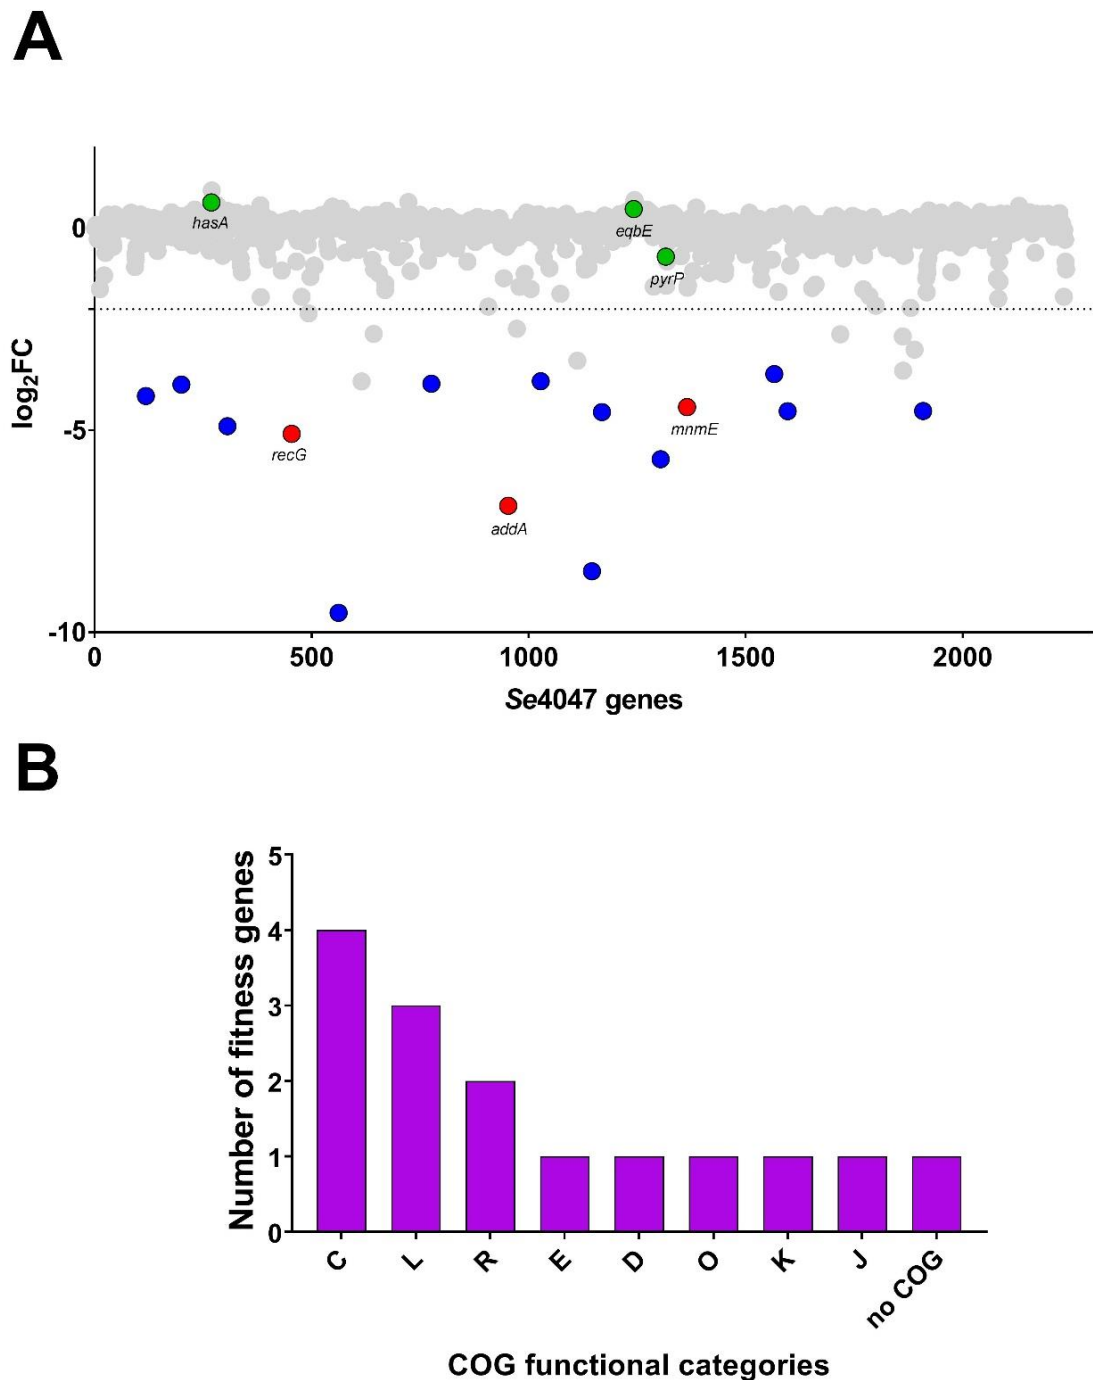 A
0
-5
-10
log2FC
hasA
eqbE
pyrP
recG
mnmE
addA
0
500
1000
1500
2000
Se4047 genes
B
5
4
3
2
1
0
Number of fitness genes
C
L
R
E
D
O
K
J
no COG
COG functional categories